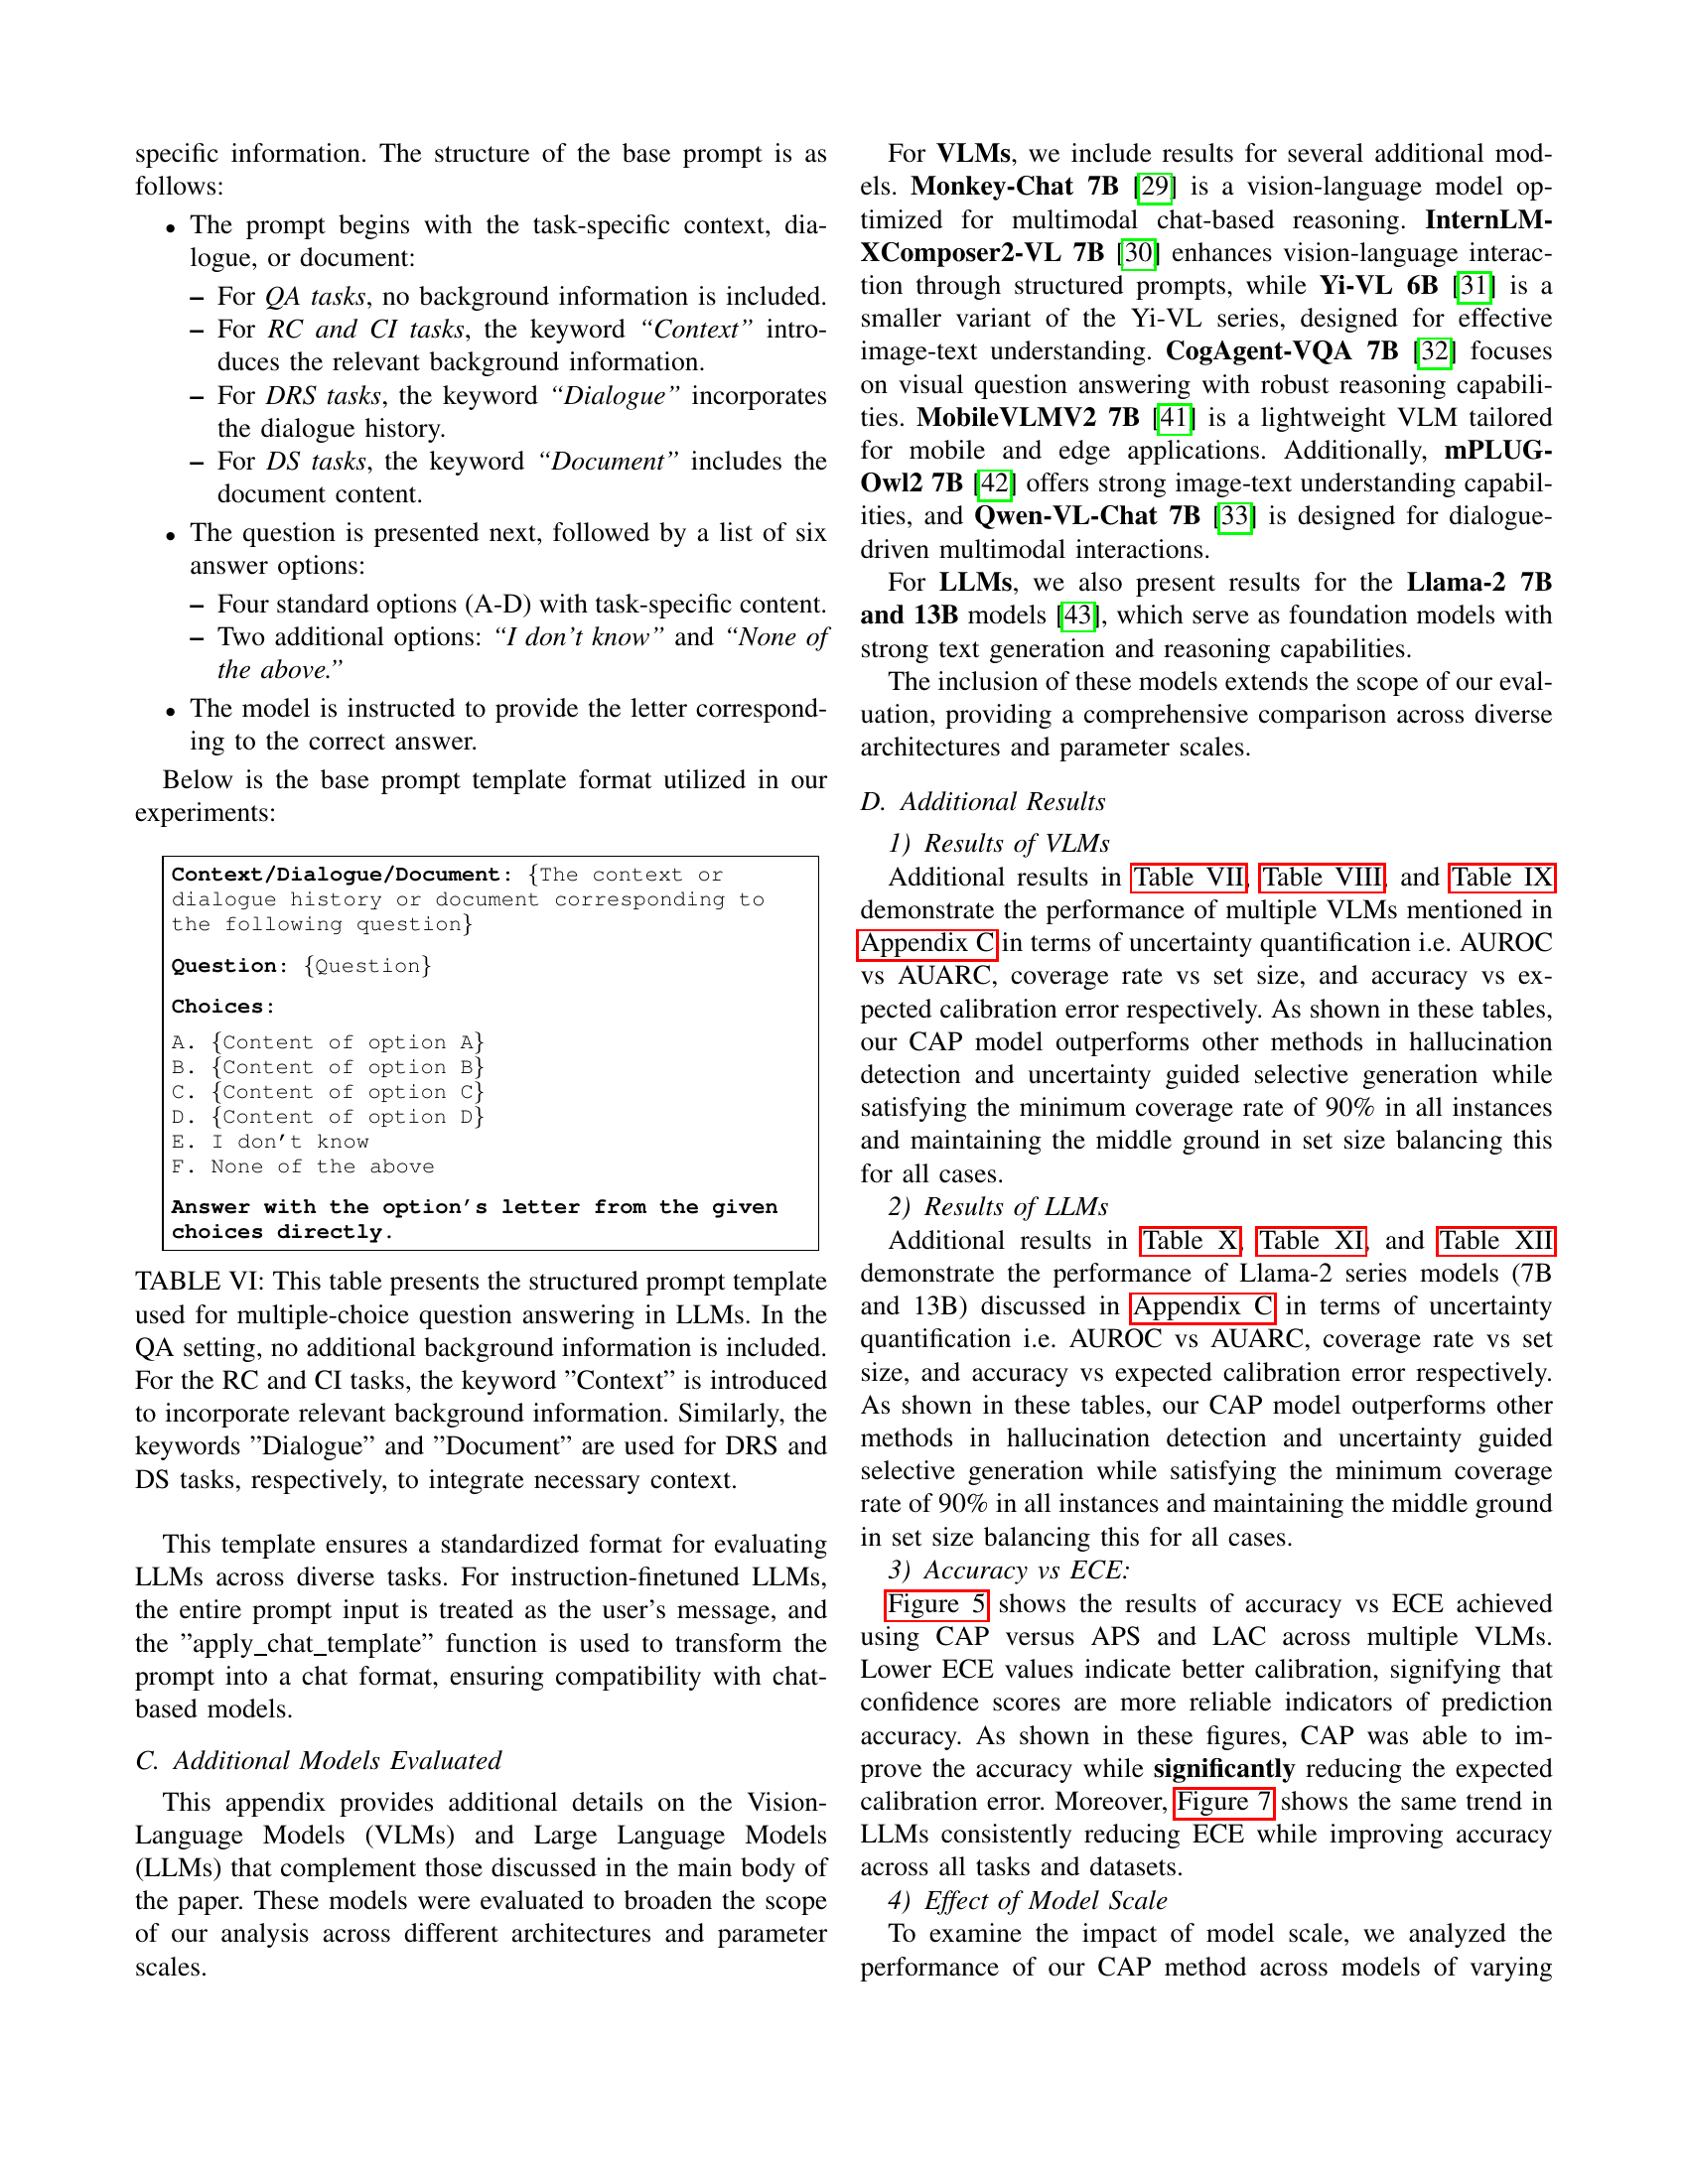 specific information. The structure of the base prompt is as
follows:
• The prompt begins with the task-specific context, dia-
logue, or document:
– For QA tasks, no background information is included.
– For RC and CI tasks, the keyword “Context” intro-
duces the relevant background information.
– For DRS tasks, the keyword “Dialogue” incorporates
the dialogue history.
– For DS tasks, the keyword “Document” includes the
document content.
• The question is presented next, followed by a list of six
answer options:
– Four standard options (A-D) with task-specific content.
– Two additional options: “I don’t know” and “None of
the above.”
• The model is instructed to provide the letter correspond-
ing to the correct answer.
Below is the base prompt template format utilized in our
experiments:
Context/Dialogue/Document: {The context or
dialogue history or document corresponding to
the following question}
Question: {Question}
Choices:
A. {Content of option A}
B. {Content of option B}
C. {Content of option C}
D. {Content of option D}
E. I don’t know
F. None of the above
Answer with the option’s letter from the given
choices directly.
TABLE VI: This table presents the structured prompt template
used for multiple-choice question answering in LLMs. In the
QA setting, no additional background information is included.
For the RC and CI tasks, the keyword ”Context” is introduced
to incorporate relevant background information. Similarly, the
keywords ”Dialogue” and ”Document” are used for DRS and
DS tasks, respectively, to integrate necessary context.
This template ensures a standardized format for evaluating
LLMs across diverse tasks. For instruction-finetuned LLMs,
the entire prompt input is treated as the user’s message, and
the ”apply_chat_template” function is used to transform the
prompt into a chat format, ensuring compatibility with chat-
based models.
C. Additional Models Evaluated
This appendix provides additional details on the Vision-
Language Models (VLMs) and Large Language Models
(LLMs) that complement those discussed in the main body of
the paper. These models were evaluated to broaden the scope
of our analysis across different architectures and parameter
scales.
For VLMs, we include results for several additional mod-
els. Monkey-Chat 7B [29] is a vision-language model op-
timized for multimodal chat-based reasoning. InternLM-
XComposer2-VL 7B [30] enhances vision-language interac-
tion through structured prompts, while Yi-VL 6B [31] is a
smaller variant of the Yi-VL series, designed for effective
image-text understanding. CogAgent-VQA 7B [32] focuses
on visual question answering with robust reasoning capabili-
ties. MobileVLMV2 7B [41] is a lightweight VLM tailored
for mobile and edge applications. Additionally, mPLUG-
Owl2 7B [42] offers strong image-text understanding capabil-
ities, and Qwen-VL-Chat 7B [33] is designed for dialogue-
driven multimodal interactions.
For LLMs, we also present results for the Llama-2 7B
and 13B models [43], which serve as foundation models with
strong text generation and reasoning capabilities.
The inclusion of these models extends the scope of our eval-
uation, providing a comprehensive comparison across diverse
architectures and parameter scales.
D. Additional Results
1) Results of VLMs
Additional results in Table VII, Table VIII, and Table IX
demonstrate the performance of multiple VLMs mentioned in
Appendix C in terms of uncertainty quantification i.e. AUROC
vs AUARC, coverage rate vs set size, and accuracy vs ex-
pected calibration error respectively. As shown in these tables,
our CAP model outperforms other methods in hallucination
detection and uncertainty guided selective generation while
satisfying the minimum coverage rate of 90% in all instances
and maintaining the middle ground in set size balancing this
for all cases.
2) Results of LLMs
Additional results in Table X, Table XI, and Table XII
demonstrate the performance of Llama-2 series models (7B
and 13B) discussed in Appendix C in terms of uncertainty
quantification i.e. AUROC vs AUARC, coverage rate vs set
size, and accuracy vs expected calibration error respectively.
As shown in these tables, our CAP model outperforms other
methods in hallucination detection and uncertainty guided
selective generation while satisfying the minimum coverage
rate of 90% in all instances and maintaining the middle ground
in set size balancing this for all cases.
3) Accuracy vs ECE:
Figure 5 shows the results of accuracy vs ECE achieved
using CAP versus APS and LAC across multiple VLMs.
Lower ECE values indicate better calibration, signifying that
confidence scores are more reliable indicators of prediction
accuracy. As shown in these figures, CAP was able to im-
prove the accuracy while significantly reducing the expected
calibration error. Moreover, Figure 7 shows the same trend in
LLMs consistently reducing ECE while improving accuracy
across all tasks and datasets.
4) Effect of Model Scale
To examine the impact of model scale, we analyzed the
performance of our CAP method across models of varying